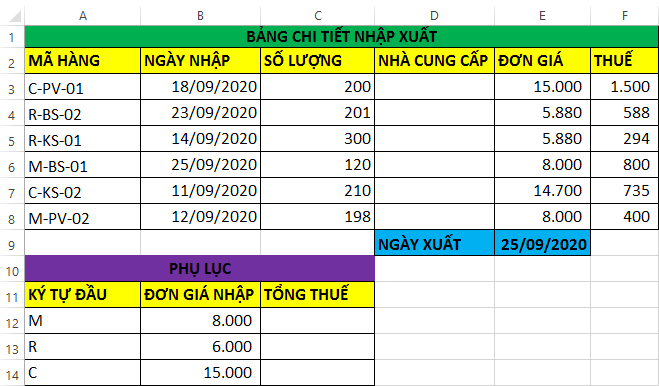 A B C D E F
1 BẢNG CHI TIẾT NHẬP XUẤT
2 MÃ HÀNG NGÀY NHẬP SỐ LƯỢNG NHÀ CUNG CẤP ĐƠN GIÁ THUẾ
3 C-PV-01 18/09/2020 200 15.000 1.500
4 R-BS-02 23/09/2020 201 5.880 588
5 R-KS-01 14/09/2020 300 5.880 294
6 M-BS-01 25/09/2020 120 8.000 800
7 C-KS-02 11/09/2020 210 14.700 735
8 M-PV-02 12/09/2020 198 8.000 400
9 NGÀY XUẤT 25/09/2020
10 PHỤ LỤC
11 KÝ TỰ ĐẦU ĐƠN GIÁ NHẬP TỔNG THUẾ
12 M 8.000
13 R 6.000
14 C 15.000